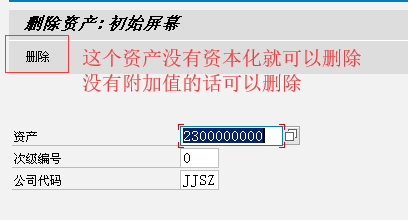 删除资产:初始屏幕
删除
这个资产没有资本化就可以删除
没有附加值的话可以删除
资产 2300000000
次级编号 0
公司代码 JJSZ